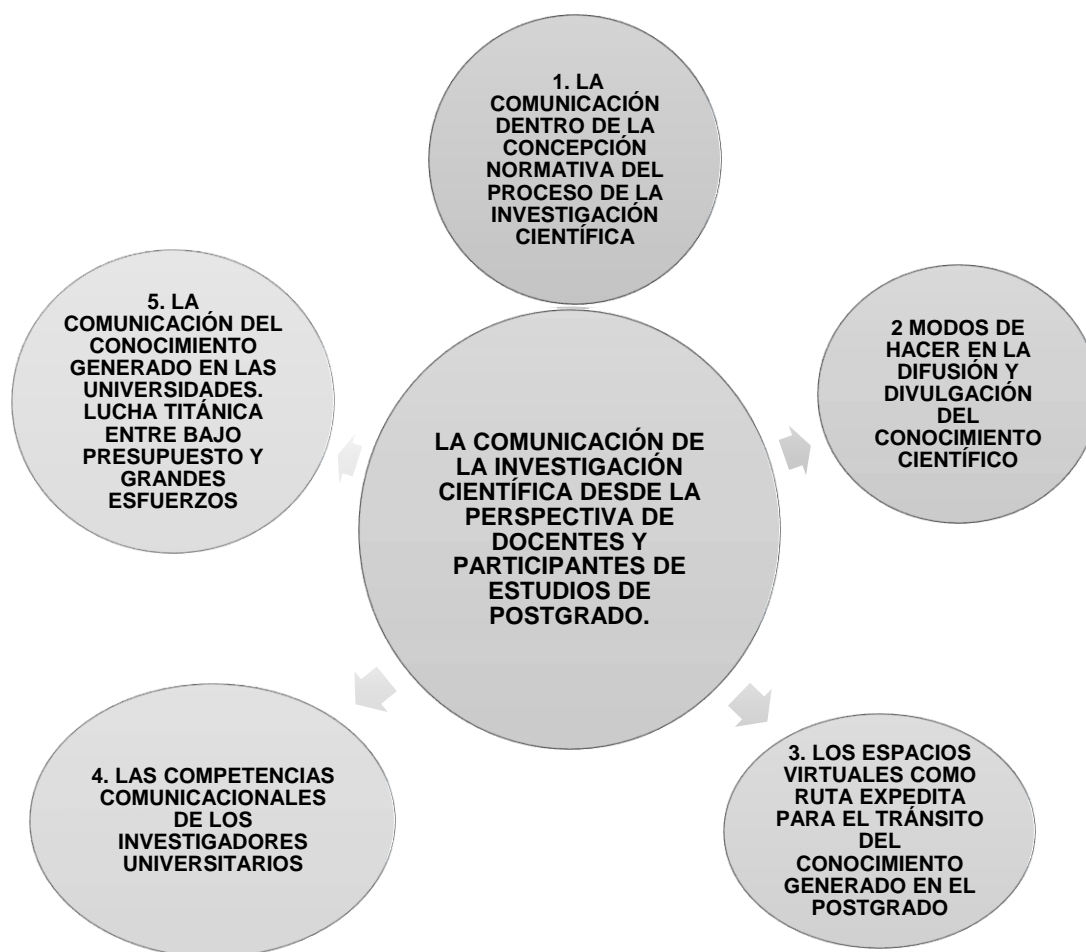 1. LA
COMUNICACIÓN
DENTRO DE LA
CONCEPCIÓN
NORMATIVA DEL
PROCESO DE LA
INVESTIGACIÓN
CIENTÍFICA
5. LA
COMUNICACIÓN DEL
CONOCIMIENTO
GENERADO EN LAS
UNIVERSIDADES.
LUCHA TITÁNICA
ENTRE BAJO
PRESUPUESTO Y
GRANDES
ESFUERZOS
2 MODOS DE
HACER EN LA
DIFUSIÓN Y
DIVULGACIÓN
DEL
CONOCIMIENTO
CIENTÍFICO
LA COMUNICACIÓN DE
LA INVESTIGACIÓN
CIENTÍFICA DESDE LA
PERSPECTIVA DE
DOCENTES Y
PARTICIPANTES DE
ESTUDIOS DE
POSTGRADO.
4. LAS COMPETENCIAS
COMUNICACIONALES
DE LOS
INVESTIGADORES
UNIVERSITARIOS
3. LOS ESPACIOS
VIRTUALES COMO
RUTA EXPEDITA
PARA EL TRÁNSITO
DEL
CONOCIMIENTO
GENERADO EN EL
POSTGRADO